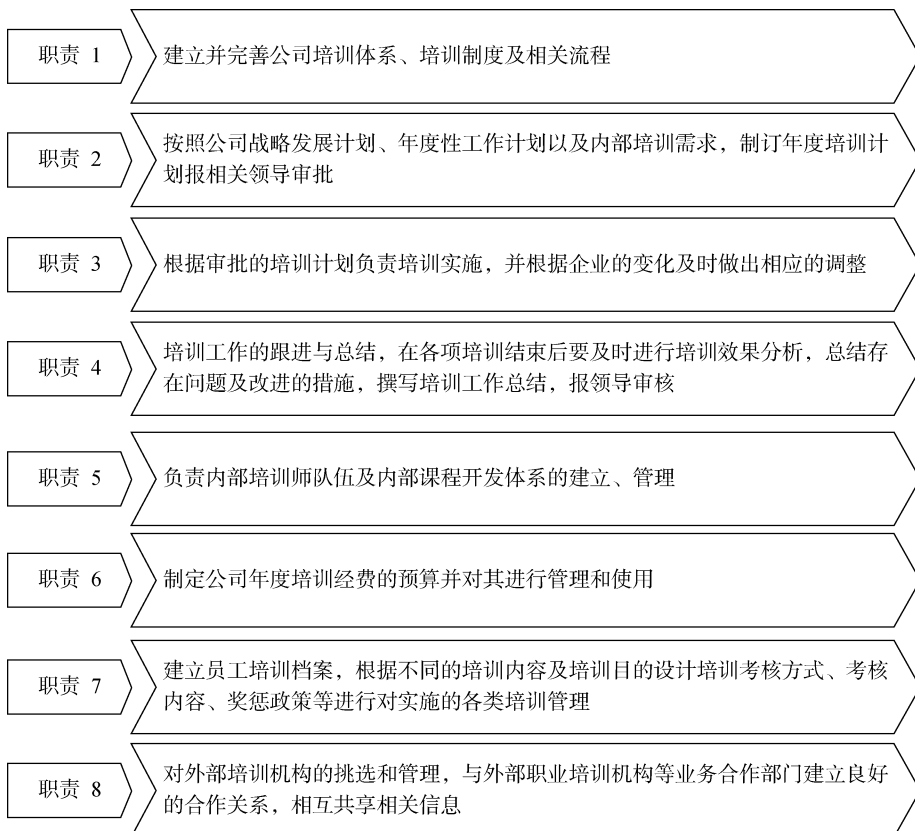 职责 1
建立并完善公司培训体系、培训制度及相关流程
职责 2
按照公司战略发展计划、年度性工作计划以及内部培训需求，制订年度培训计
划报相关领导审批
职责 3
根据审批的培训计划负责培训实施，并根据企业的变化及时做出相应的调整
职责 4
培训工作的跟进与总结，在各项培训结束后要及时进行培训效果分析，总结存
在问题及改进的措施，撰写培训工作总结，报领导审核
职责 5
负责内部培训师队伍及内部课程开发体系的建立、管理
职责 6
制定公司年度培训经费的预算并对其进行管理和使用
职责 7
建立员工培训档案，根据不同的培训内容及培训目的设计培训考核方式、考核
内容、奖惩政策等进行对实施的各类培训管理
职责 8
对外部培训机构的挑选和管理，与外部职业培训机构等业务合作部门建立良好
的合作关系，相互共享相关信息